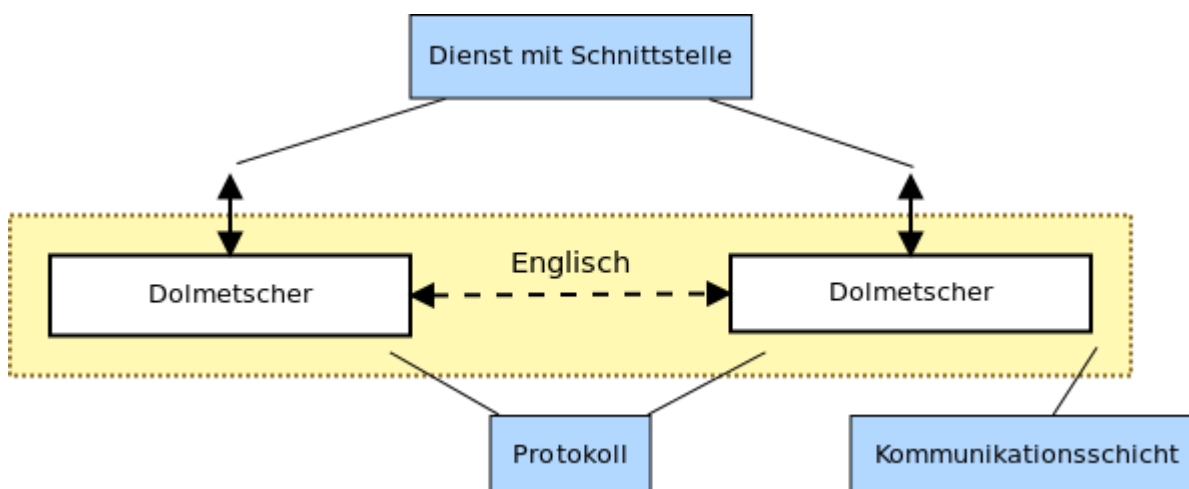 Dienst mit Schnittstelle
Englisch
Dolmetscher
Dolmetscher
Protokoll
Kommunikationsschicht